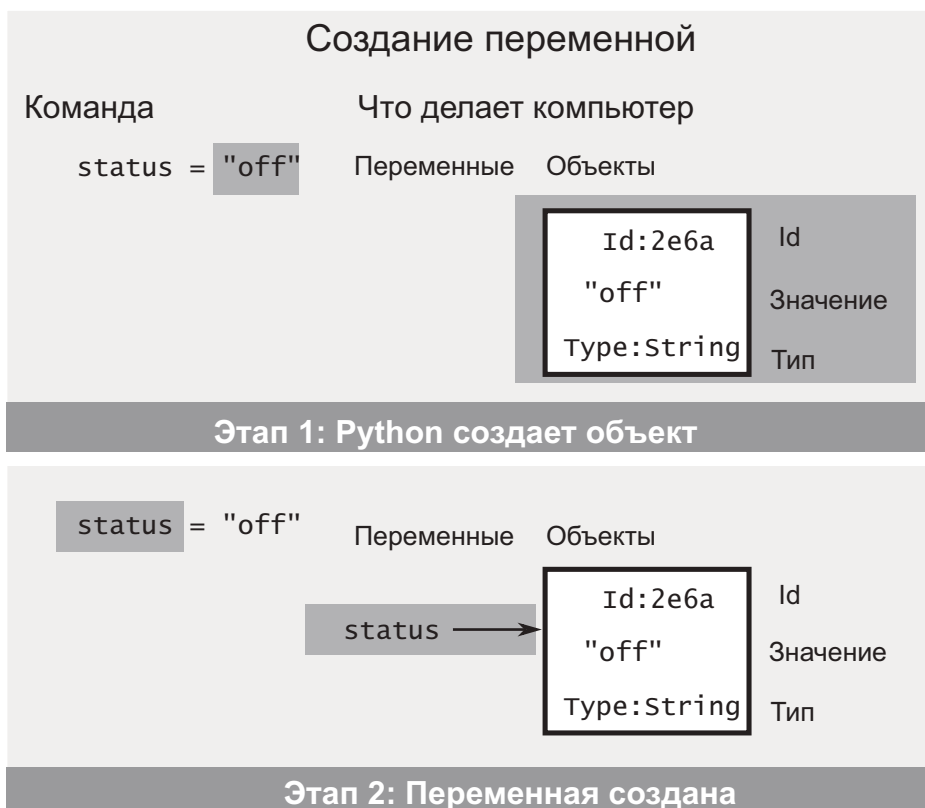 Создание переменной
Команда Что делает компьютер
status = "off" Переменные Объекты
Id:2e6a Id
"off" Значение
Type:String Тип
Этап 1: Python создает объект
status = "off" Переменные Объекты
Id:2e6a Id
status "off" Значение
Type:String Тип
Этап 2: Переменная создана